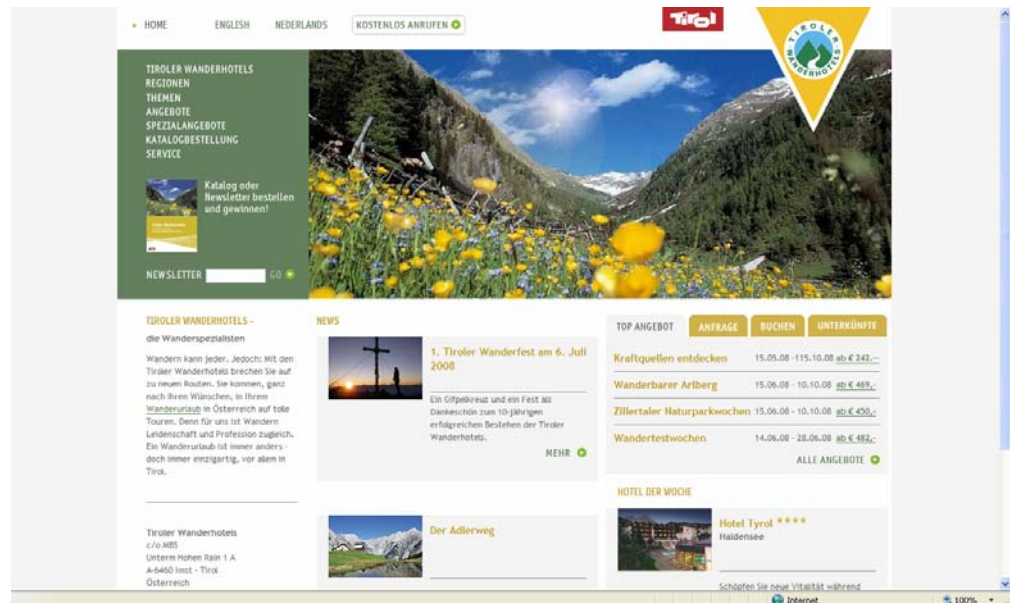 HOME
ENGLISH
NEDERLANDS
KOSTENLOS ANRUFEN
Tirol
TIROLER
WANDERHOTELS
TIROLER WANDERHOTELS
REGIONEN
THEMEN
ANGEBOTE
SPEZIALANGEBOTE
KATALOGBESTELLUNG
SERVICE
Katalog oder
Newsletter bestellen
und gewinnen!
NEWSLETTER GO
TIROLER WANDERHOTELS –
die Wanderspezialisten
Wandern kann jeder. Jedoch: Mit den
Tiroler Wanderhotels brechen Sie auf
zu neuen Routen. Sie kommen, ganz
nach Ihren Wünschen, in Ihrem
Wanderurlaub in Österreich auf tolle
Touren. Denn für uns ist Wandern
Leidenschaft und Profession zugleich.
Ein Wanderurlaub ist immer anders -
doch immer einzigartig, vor allem in
Tirol.
Tiroler Wanderhotels
c/o MBS
Unterm Hohen Rain 1 A
A-6460 Imst - Tirol
Österreich
NEWS
1. Tiroler Wanderfest am 6. Juli
2008
Ein Gifpelkreuz und ein Fest als
Dankeschön zum 10-jährigen
erfolgreichen Bestehen der Tiroler
Wanderhotels.
MEHR
Der Adlerweg
TOP ANGEBOT ANFRAGE BUCHEN UNTERKÜNFTE
Kraftquellen entdecken 15.05.08 -115.10.08 ab € 242,--
Wanderbarer Arlberg 15.06.08 - 10.10.08 ab € 469,-
Zillertaler Naturparkwochen 15.06.08 - 10.10.08 ab € 450,-
Wandertestwochen 14.06.08 - 28.06.08 ab € 482,-
ALLE ANGEBOTE
HOTEL DER WOCHE
Hotel Tyrol ****
Haldensee
Schöpfen Sie neue Vitalität während
Internet
100%